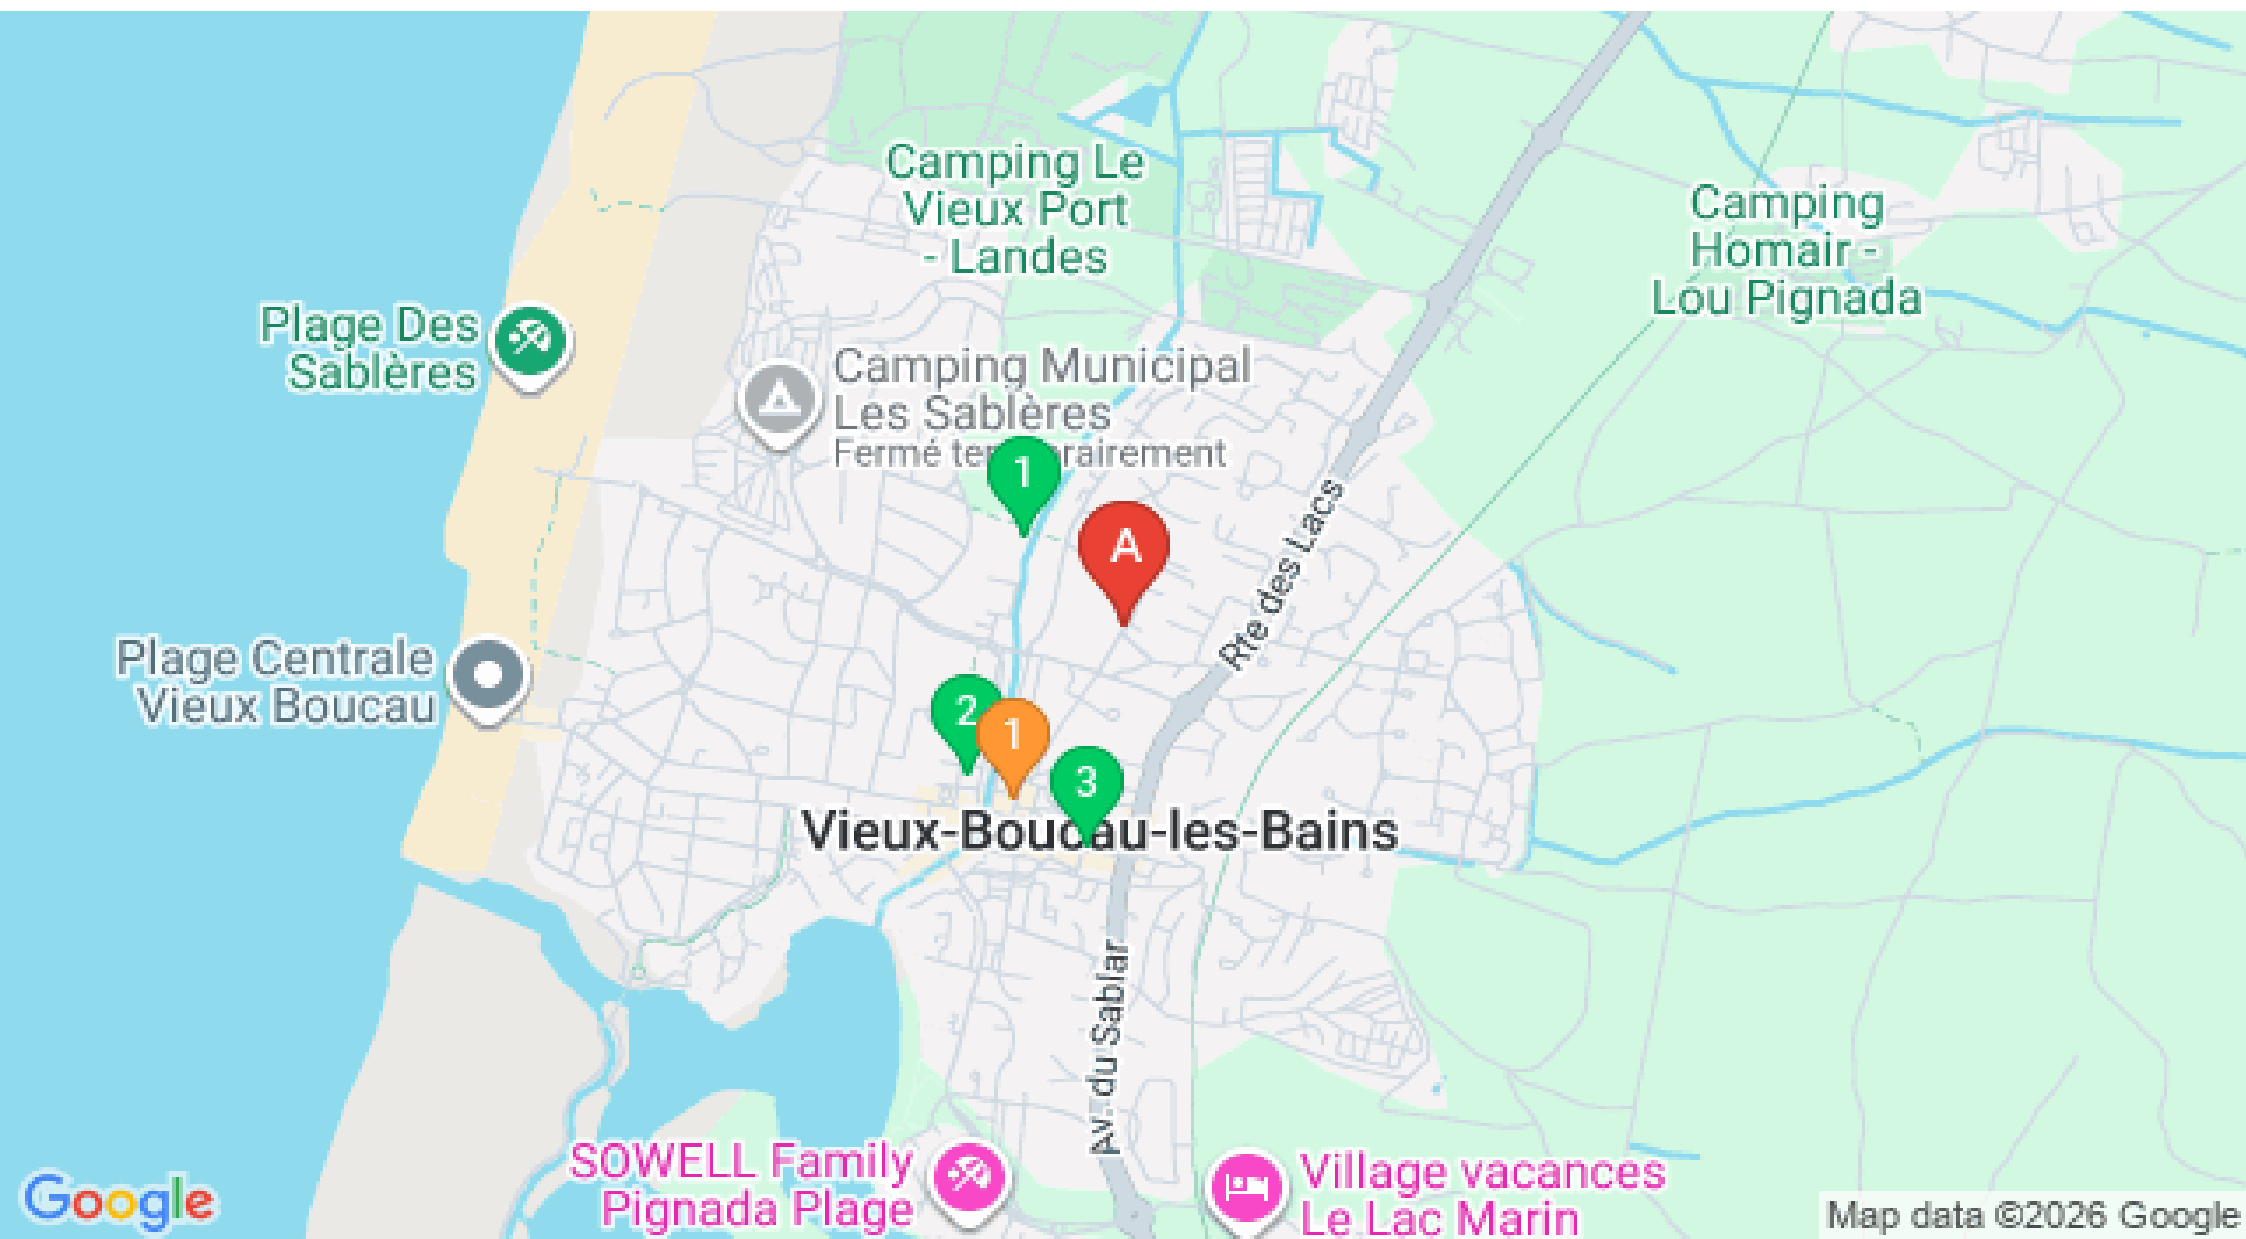 Camping Le
Vieux Port
- Landes
Camping
Homair -
Lou Pignada
Plage Des
Sablères
Camping Municipal
Les Sablères
Fermé
1
A
Rte des Lacs
Plage Centrale
Vieux Boucau
2
1
3
Vieux-Boucau-les-Bains
Av. du Sablar
SOWELL Family
Pignada Plage
Village vacances
Le Lac Marin
Google
Map data ©2026 Google